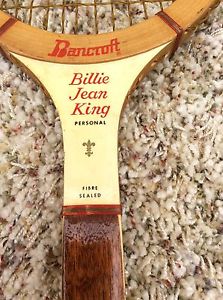 Bancroft
Billie
Jean
King
PERSONAL
FIBRE
SEALED